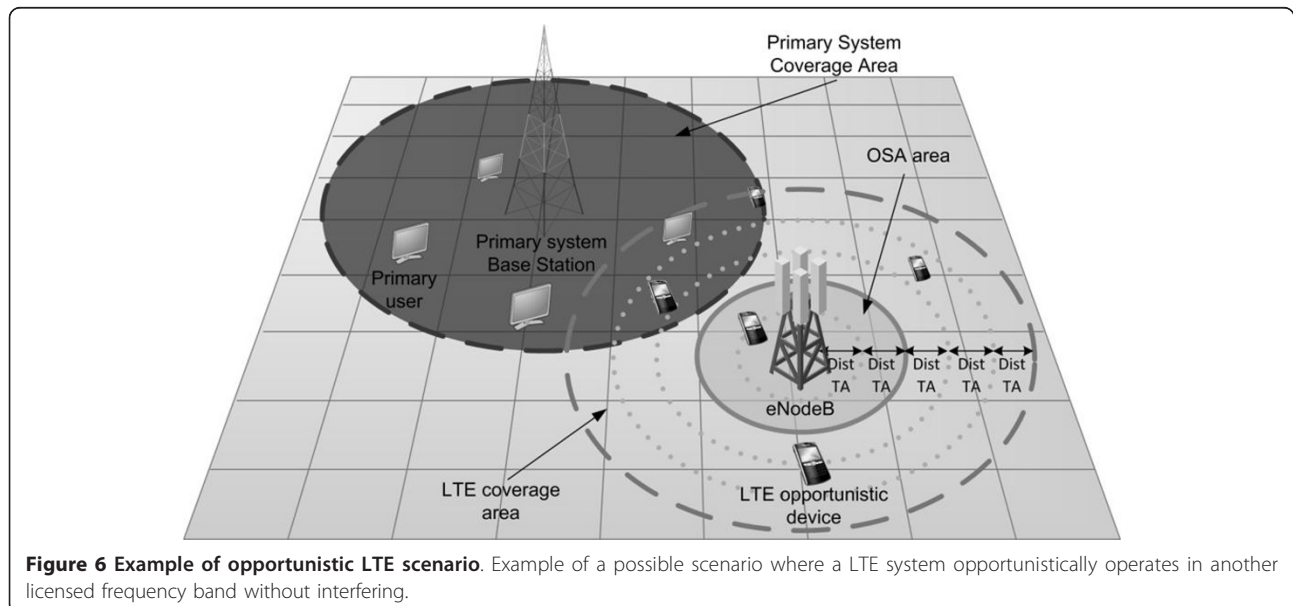 Primary System
Coverage Area
OSA area
Primary system
Base Station
Primary
user
Dist Dist Dist Dist Dist
TA TA TA TA TA
eNodeB
LTE coverage
area
LTE opportunistic
device
Figure 6 Example of opportunistic LTE scenario. Example of a possible scenario where a LTE system opportunistically operates in another
licensed frequency band without interfering.